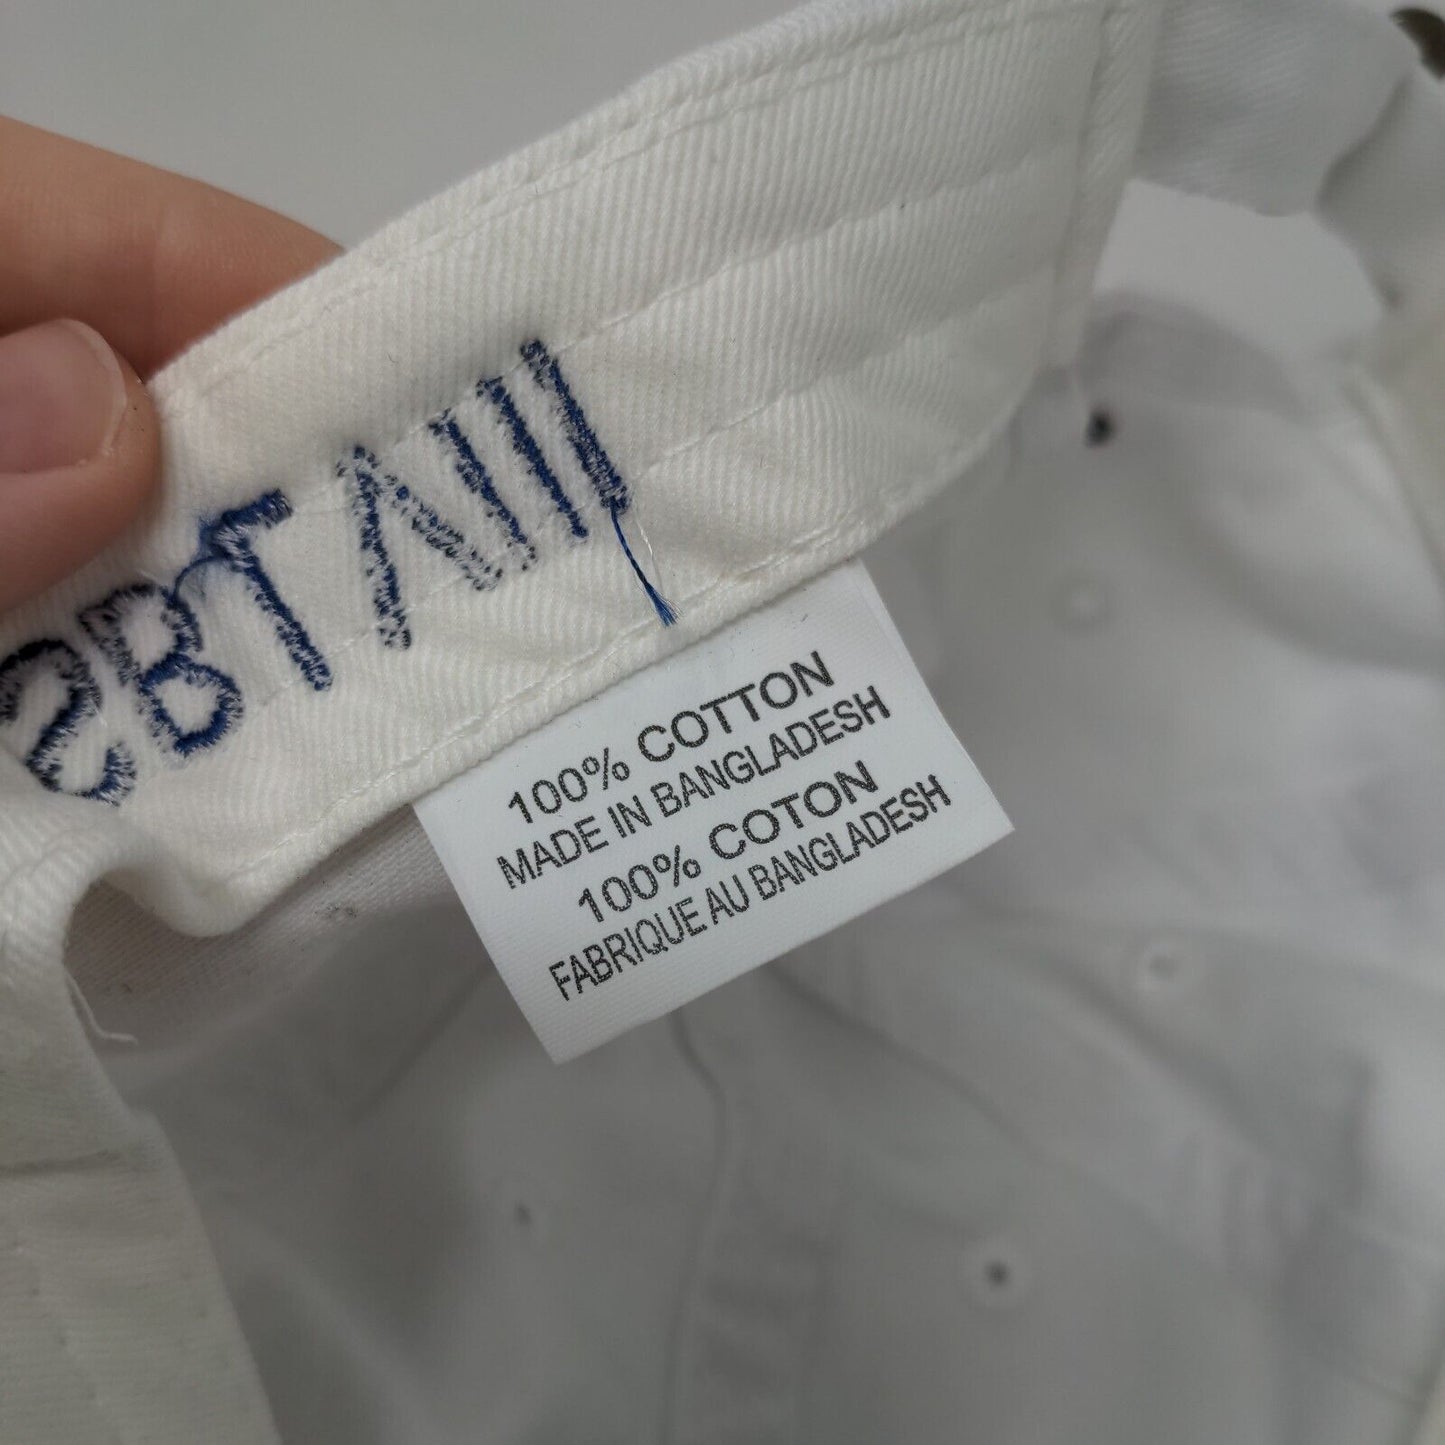 100% COTTON
MADE IN BANGLADESH
100% COTON
FABRIQUE AU BANGLADESH